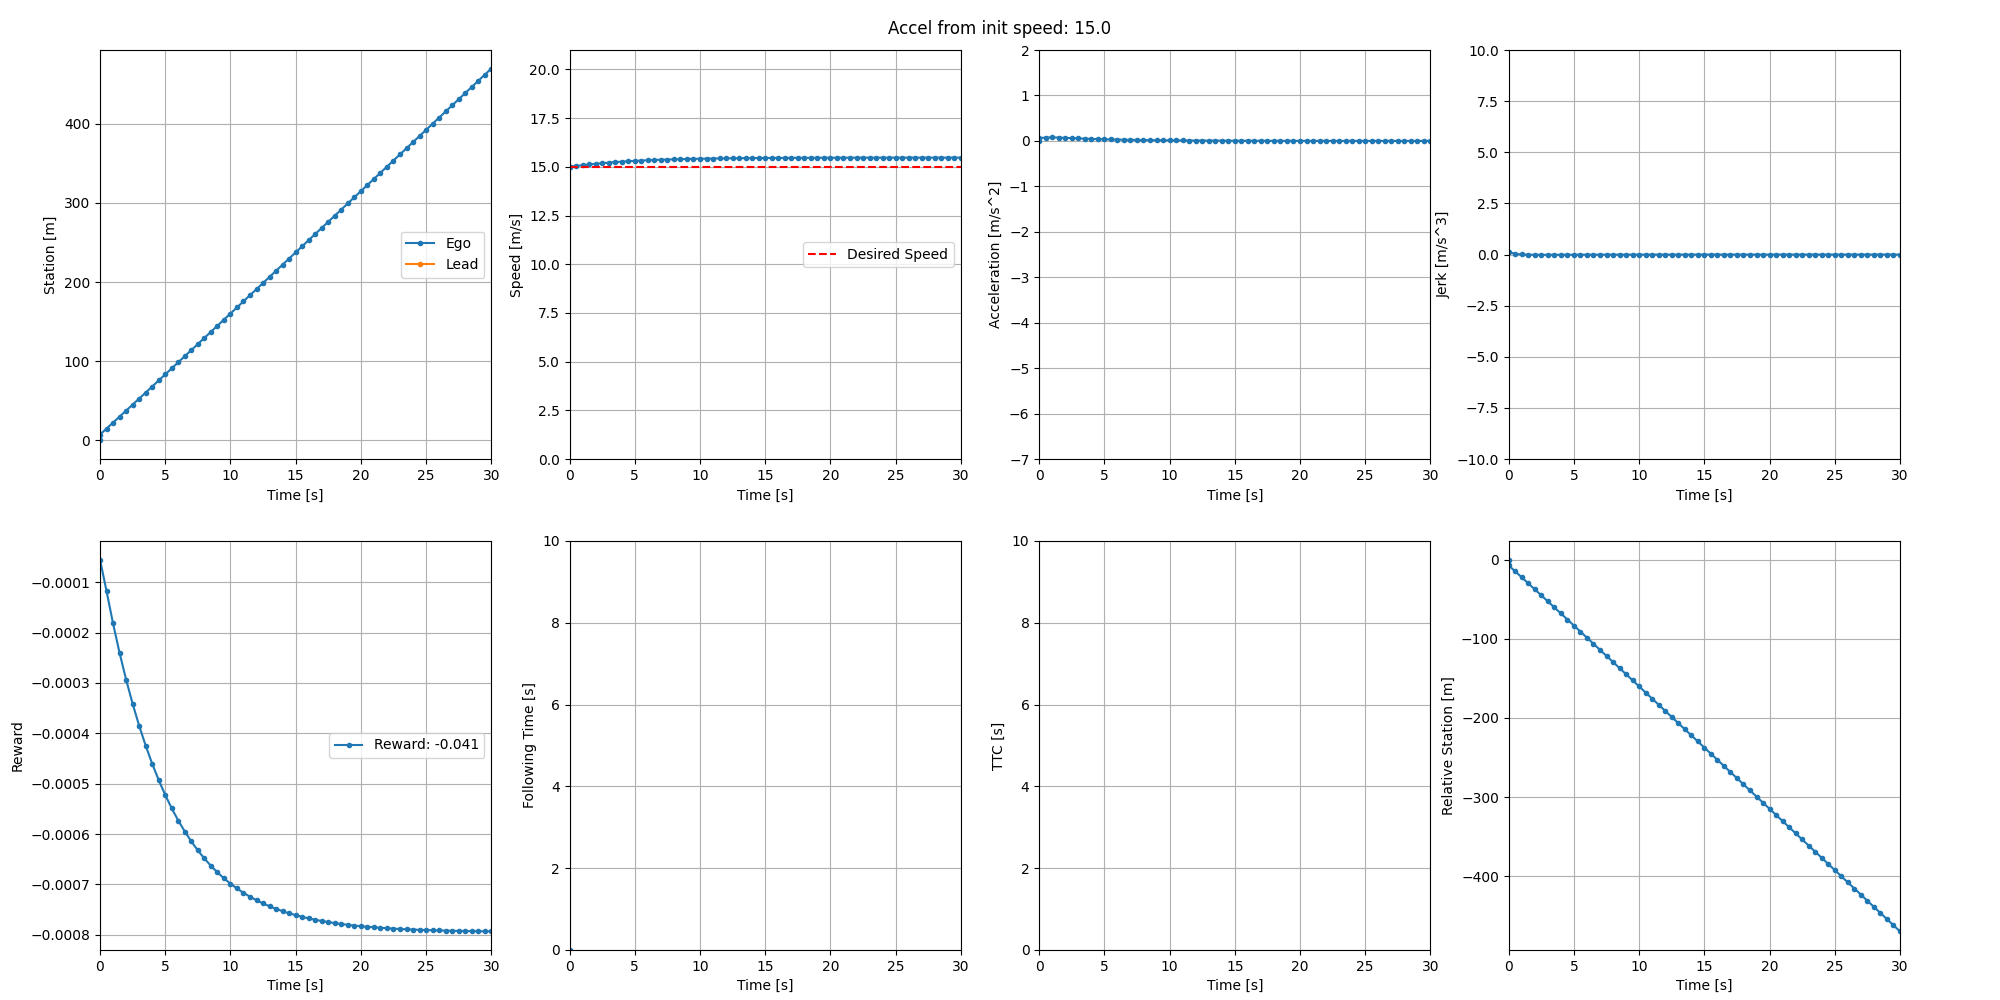 Accel from init speed: 15.0
Station [m]
400
300
200
100
0
Ego
Lead
0 5 10 15 20 25 30
Time [s]
Speed [m/s]
20.0
17.5
15.0
12.5
10.0
7.5
5.0
2.5
0.0
Desired Speed
0 5 10 15 20 25 30
Time [s]
Acceleration [m/s^2]
2
1
0
−1
−2
−3
−4
−5
−6
−7
0 5 10 15 20 25 30
Time [s]
Jerk [m/s^3]
10.0
7.5
5.0
2.5
0.0
−2.5
−5.0
−7.5
−10.0
0 5 10 15 20 25 30
Time [s]
Reward
−0.0001
−0.0002
−0.0003
−0.0004
−0.0005
−0.0006
−0.0007
−0.0008
Reward: -0.041
0 5 10 15 20 25 30
Time [s]
Following Time [s]
10
8
6
4
2
0
0 5 10 15 20 25 30
Time [s]
TTC [s]
10
8
6
4
2
0
0 5 10 15 20 25 30
Time [s]
Relative Station [m]
0
−100
−200
−300
−400
0 5 10 15 20 25 30
Time [s]